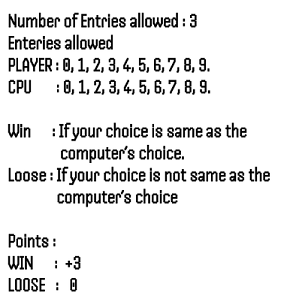 Number of Entries allowed : 3
Enteries allowed
PLAYER : 0, 1, 2, 3, 4, 5, 6, 7, 8, 9.
CPU : 0, 1, 2, 3, 4, 5, 6, 7, 8, 9.
Win : If your choice is same as the
computer's choice.
Loose : If your choice is not same as the
computer's choice
Points :
WIN : +3
LOOSE : 0